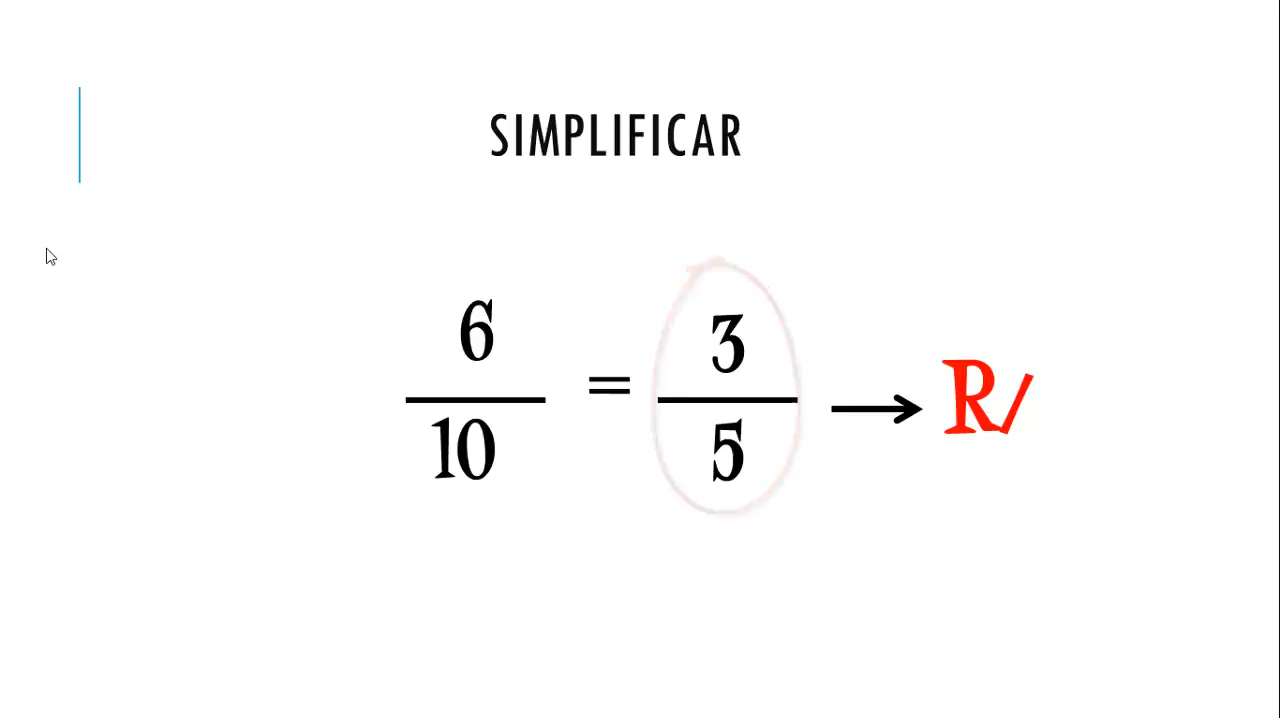 SIMPLIFICAR
6/10 = 3/5 → R/